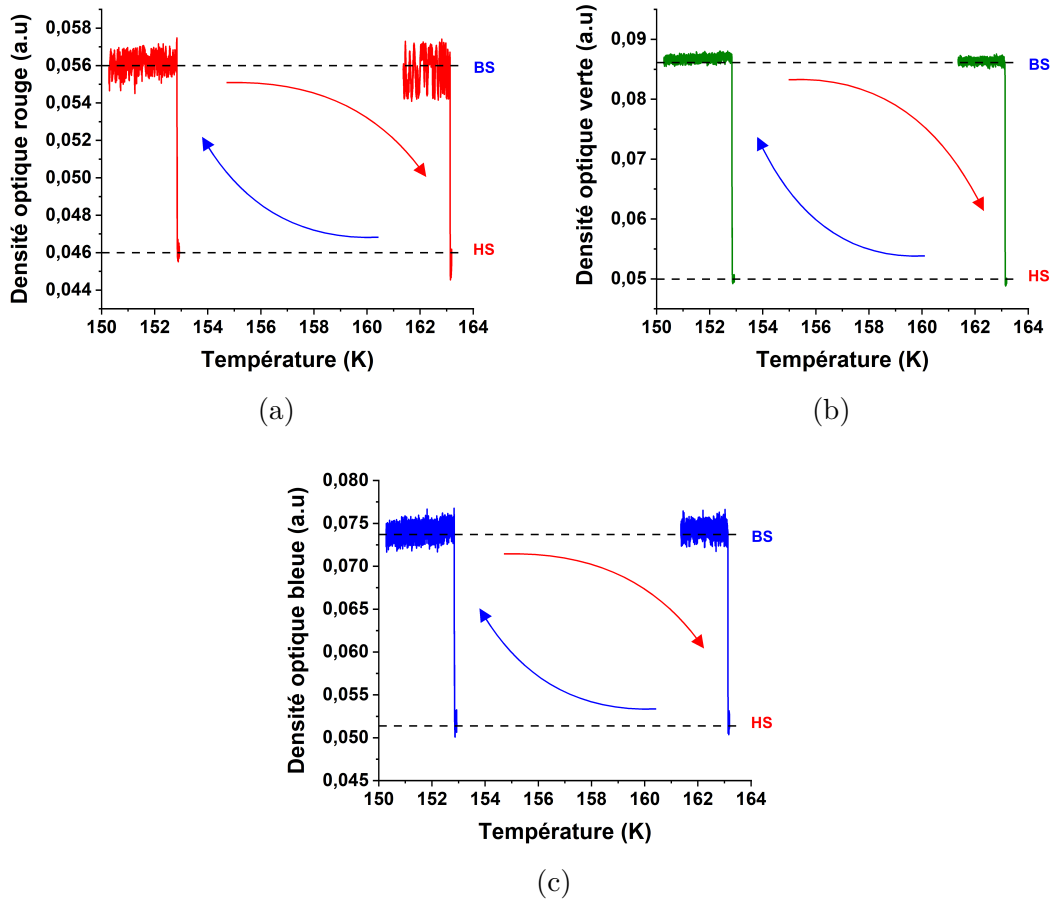 Densité optique rouge (a.u)
0,058
0,056
0,054
0,052
0,050
0,048
0,046
0,044
BS
HS
150 152 154 156 158 160 162 164
Température (K)
(a)
Densité optique verte (a.u)
0,09
0,08
0,07
0,06
0,05
BS
HS
150 152 154 156 158 160 162 164
Température (K)
(b)
Densité optique bleue (a.u)
0,080
0,075
0,070
0,065
0,060
0,055
0,050
0,045
BS
HS
150 152 154 156 158 160 162 164
Température (K)
(c)